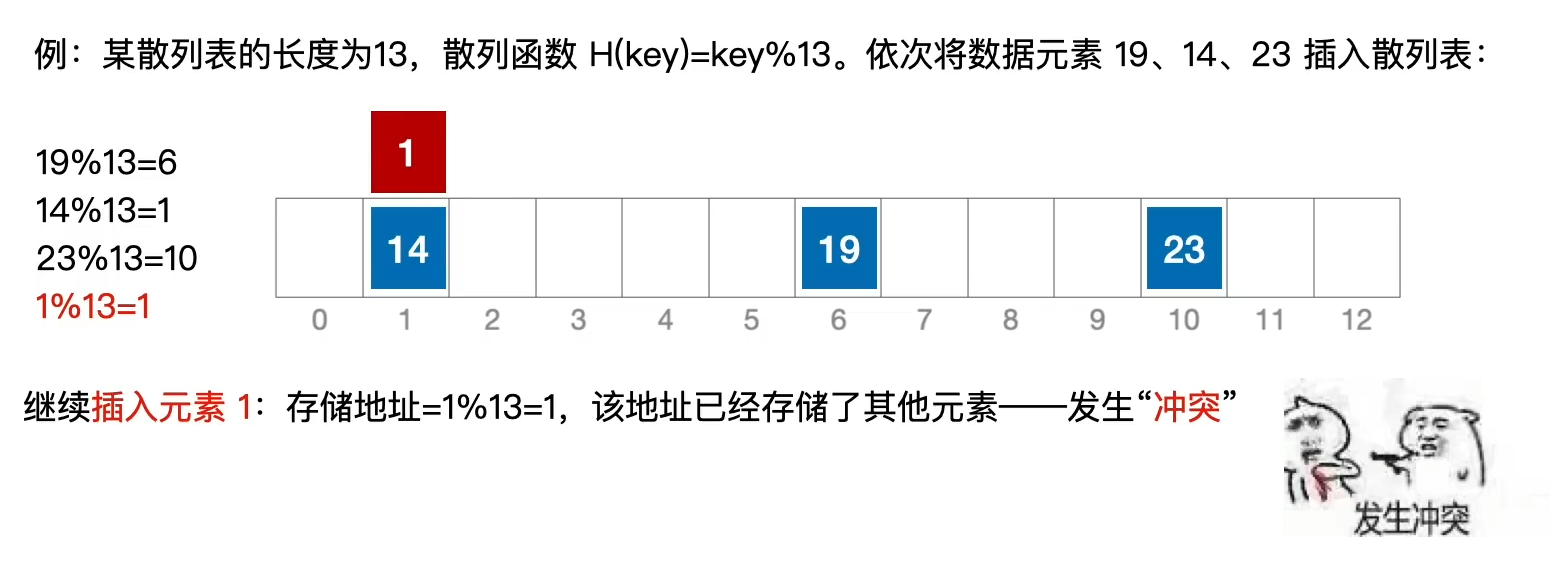 例：某散列表的长度为13，散列函数 H(key)=key%13。依次将数据元素 19、14、23 插入散列表：
19%13=6
14%13=1
23%13=10
1%13=1
1
14 19 23
0 1 2 3 4 5 6 7 8 9 10 11 12
继续插入元素 1：存储地址=1%13=1，该地址已经存储了其他元素——发生“冲突”
发生冲突